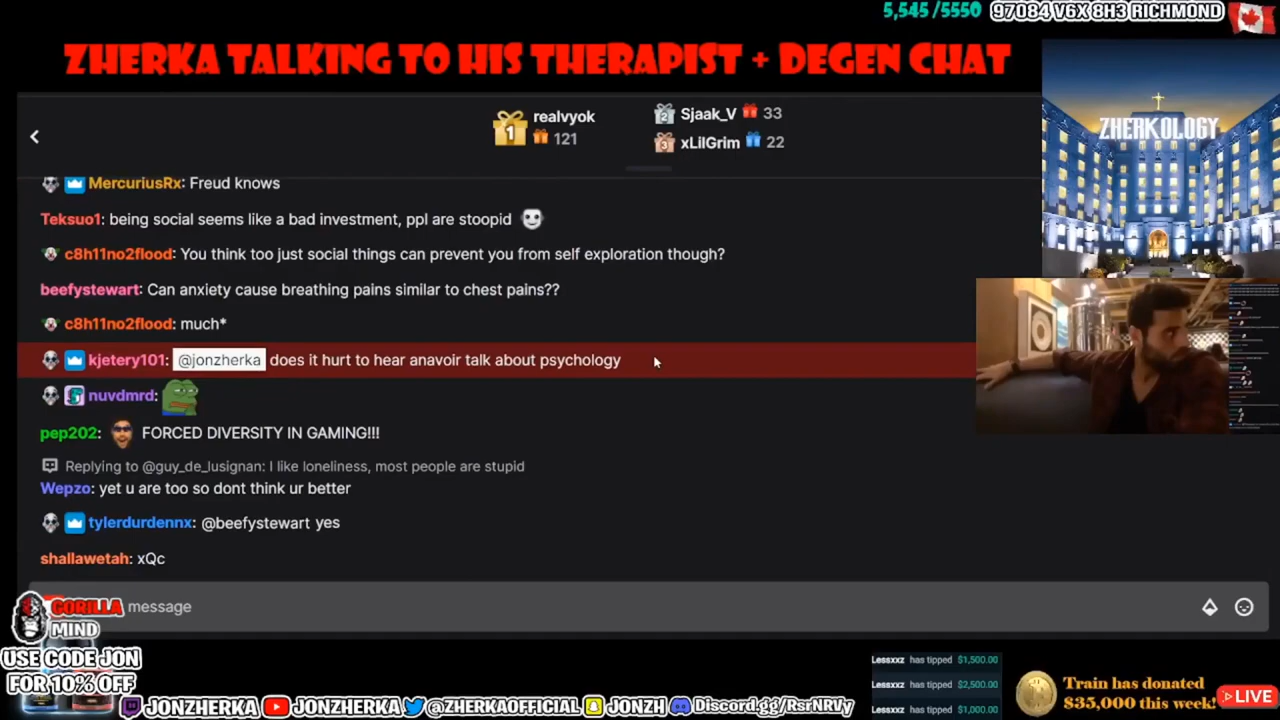 5,545 /5550
97084 V6X 8H3 RICHMOND
ZHERKA TALKING TO HIS THERAPIST + DEGEN CHAT
ZHERKOLOGY
1 realvyok
121
2 Sjaak_V 33
3 xLilGrim 22
MercuriusRx: Freud knows
Teksuo1: being social seems like a bad investment, ppl are stoopid
c8h11no2flood: You think too just social things can prevent you from self exploration though?
beefystewart: Can anxiety cause breathing pains similar to chest pains??
c8h11no2flood: much*
kjetery101: @jonzherka does it hurt to hear anavoir talk about psychology
nuvdmrd:
pep202: FORCED DIVERSITY IN GAMING!!!
Replying to @guy_de_lusignan: I like loneliness, most people are stupid
Wepzo: yet u are too so dont think ur better
tylerdurdennx: @beefystewart yes
shallawetah: xQc
message
GORILLA
MIND
USE CODE JON
FOR 10% OFF
Lessxxz has tipped $1,500.00
Lessxxz has tipped $2,500.00
Lessxxz has tipped $1,000.00
Train has donated
$35,000 this week!
LIVE
JONZHERKA JONZHERKA @ZHERKAOFFICIAL JONZH Discord.gg/RsrNRVy